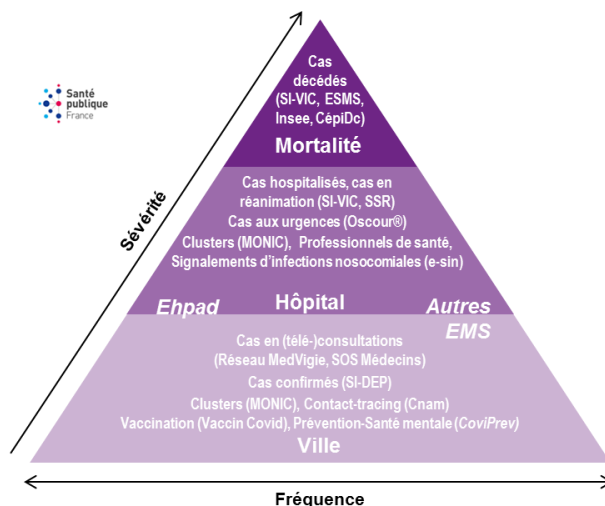 Santé
publique
France
Cas
décédés
(SI-VIC, ESMS,
Insee, CépiDc)
Mortalité
Cas hospitalisés, cas en
réanimation (SI-VIC, SSR)
Cas aux urgences (Oscour®)
Clusters (MONIC), Professionnels de santé,
Signalements d'infections nosocomiales (e-sin)
Ehpad
Hôpital
Autres
EMS
Cas en (télé-)consultations
(Réseau MedVigie, SOS Médecins)
Cas confirmés (SI-DEP)
Clusters (MONIC), Contact-tracing (Cnam)
Vaccination (Vaccin Covid), Prévention-Santé mentale (CoviPrev)
Ville
Sévérité
Fréquence